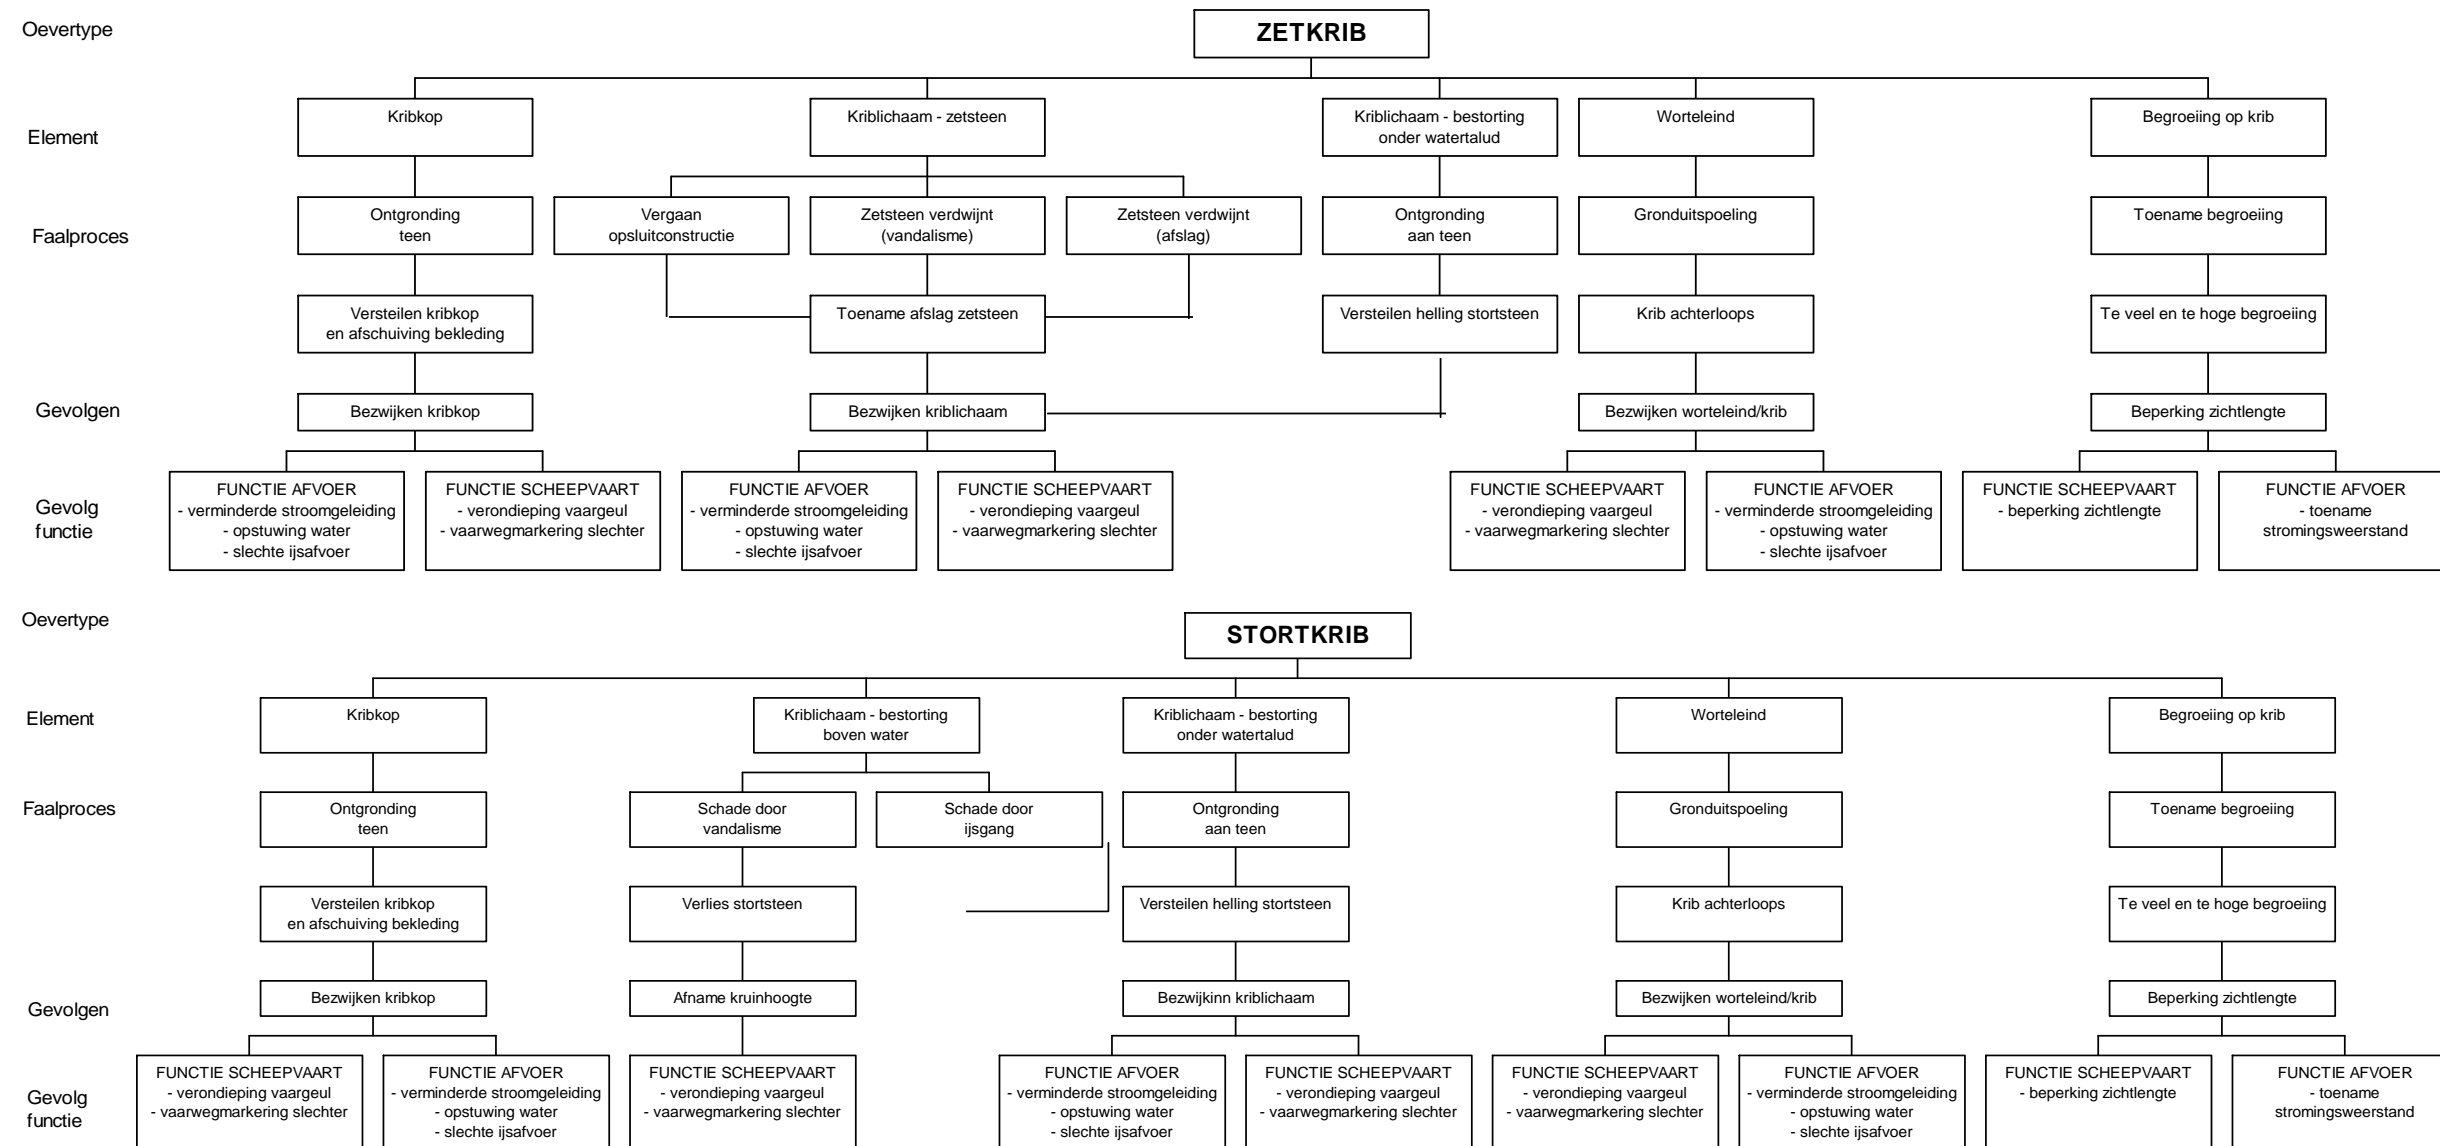 Oevertype
ZETKRIB
Element
Kribkop
Kriblichaam - zetsteen
Kriblichaam - bestorting
onder watertalud
Worteleind
Begroeiing op krib
Faalproces
Ontgronding
teen
Vergaan
opsluitconstructie
Zetsteen verdwijnt
(vandalisme)
Zetsteen verdwijnt
(afslag)
Ontgronding
aan teen
Gronduitspoeling
Toename begroeiing
Versteilen kribkop
en afschuiving bekleding
Toename afslag zetsteen
Versteilen helling stortsteen
Krib achterloops
Te veel en te hoge begroeiing
Gevolgen
Bezwijken kribkop
Bezwijken kriblichaam
Bezwijken worteleind/krib
Beperking zichtlengte
Gevolg
functie
FUNCTIE AFVOER
- verminderde stroomgeleiding
- opstuwing water
- slechte ijsafvoer
FUNCTIE SCHEEPVAART
- verondieping vaargeul
- vaarwegmarkering slechter
FUNCTIE AFVOER
- verminderde stroomgeleiding
- opstuwing water
- slechte ijsafvoer
FUNCTIE SCHEEPVAART
- verondieping vaargeul
- vaarwegmarkering slechter
FUNCTIE SCHEEPVAART
- verondieping vaargeul
- vaarwegmarkering slechter
FUNCTIE AFVOER
- verminderde stroomgeleiding
- opstuwing water
- slechte ijsafvoer
FUNCTIE SCHEEPVAART
- beperking zichtlengte
FUNCTIE AFVOER
- toename
stromingsweerstand
Oevertype
STORTKRIB
Element
Kribkop
Kriblichaam - bestorting
boven water
Kriblichaam - bestorting
onder watertalud
Worteleind
Begroeiing op krib
Faalproces
Ontgronding
teen
Schade door
vandalisme
Schade door
ijsgang
Ontgronding
aan teen
Gronduitspoeling
Toename begroeiing
Versteilen kribkop
en afschuiving bekleding
Verlies stortsteen
Versteilen helling stortsteen
Krib achterloops
Te veel en te hoge begroeiing
Gevolgen
Bezwijken kribkop
Afname kruinhoogte
Bezwijkinn kriblichaam
Bezwijken worteleind/krib
Beperking zichtlengte
Gevolg
functie
FUNCTIE SCHEEPVAART
- verondieping vaargeul
- vaarwegmarkering slechter
FUNCTIE AFVOER
- verminderde stroomgeleiding
- opstuwing water
- slechte ijsafvoer
FUNCTIE SCHEEPVAART
- verondieping vaargeul
- vaarwegmarkering slechter
FUNCTIE AFVOER
- verminderde stroomgeleiding
- opstuwing water
- slechte ijsafvoer
FUNCTIE SCHEEPVAART
- verondieping vaargeul
- vaarwegmarkering slechter
FUNCTIE SCHEEPVAART
- verondieping vaargeul
- vaarwegmarkering slechter
FUNCTIE AFVOER
- verminderde stroomgeleiding
- opstuwing water
- slechte ijsafvoer
FUNCTIE SCHEEPVAART
- beperking zichtlengte
FUNCTIE AFVOER
- toename
stromingsweerstand